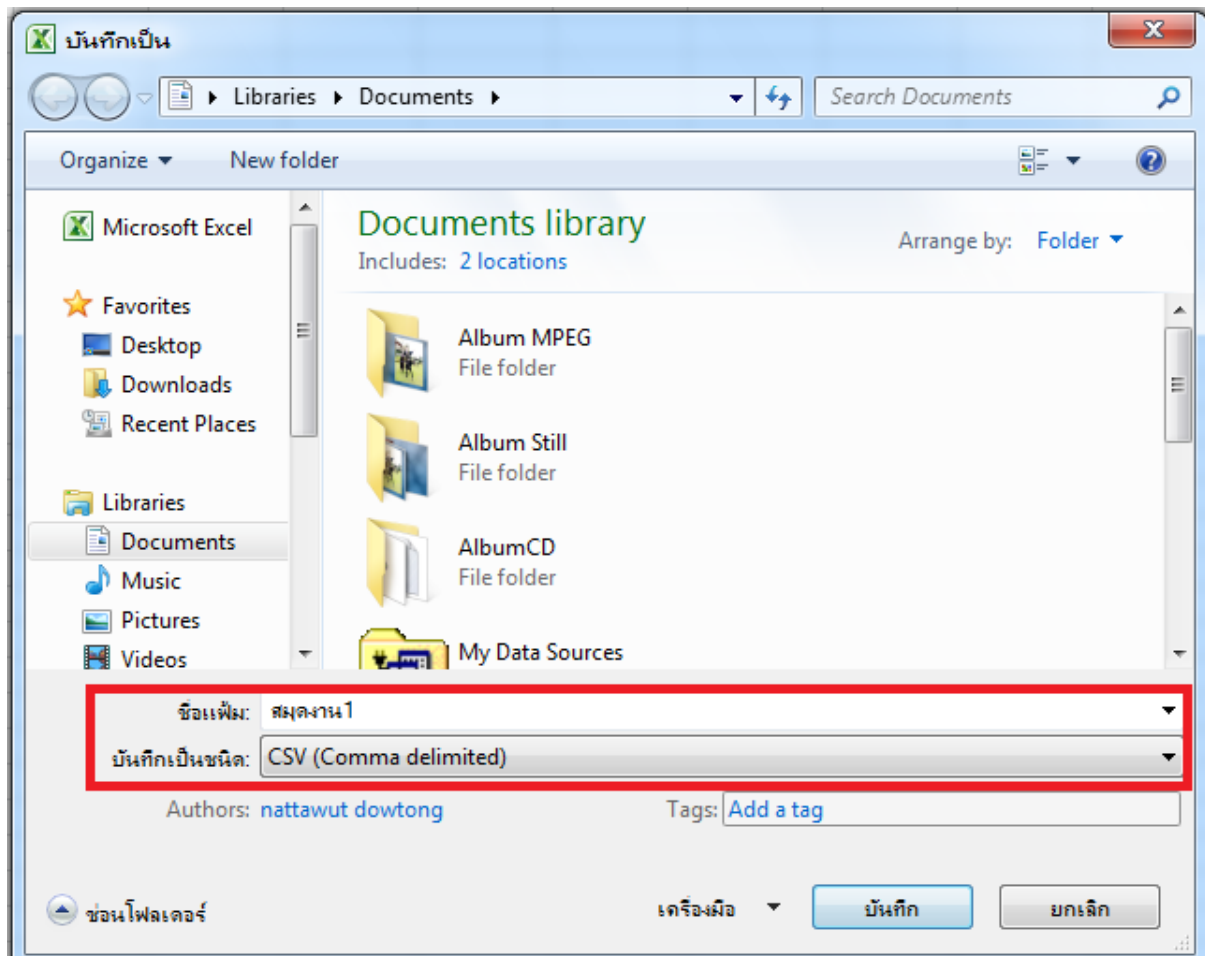 บันทึกเป็น
Libraries Documents
Search Documents
Organize New folder
Microsoft Excel
Favorites
Desktop
Downloads
Recent Places
Libraries
Documents
Music
Pictures
Videos
Documents library
Includes: 2 locations
Arrange by: Folder
Album MPEG
File folder
Album Still
File folder
AlbumCD
File folder
My Data Sources
ชื่อแฟ้ม: สมุดงาน1
บันทึกเป็นชนิด: CSV (Comma delimited)
Authors: nattawut dowtong
Tags: Add a tag
ซ่อนโฟลเดอร์
เครื่องมือ
บันทึก
ยกเลิก